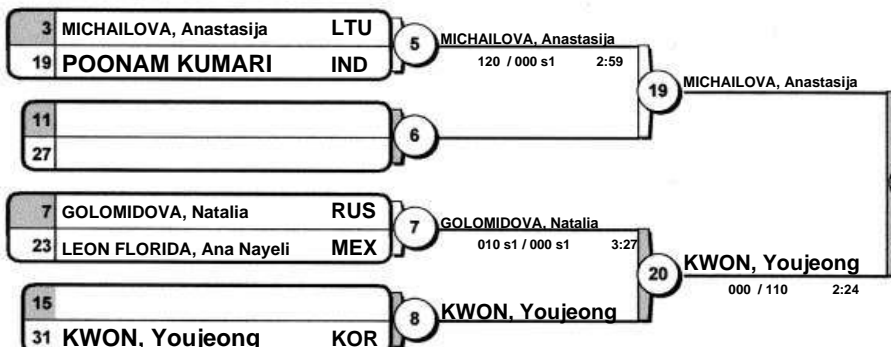 3 MICHAILOVA, Anastasija LTU
19 POONAM KUMARI IND
5
MICHAILOVA, Anastasija
120 / 000 s1 2:59
11
27
6
19
MICHAILOVA, Anastasija
7 GOLOMIDOVA, Natalia RUS
23 LEON FLORIDA, Ana Nayeli MEX
7
GOLOMIDOVA, Natalia
010 s1 / 000 s1 3:27
15
31 KWON, Youjeong KOR
8
KWON, Youjeong
20
KWON, Youjeong
000 / 110 2:24